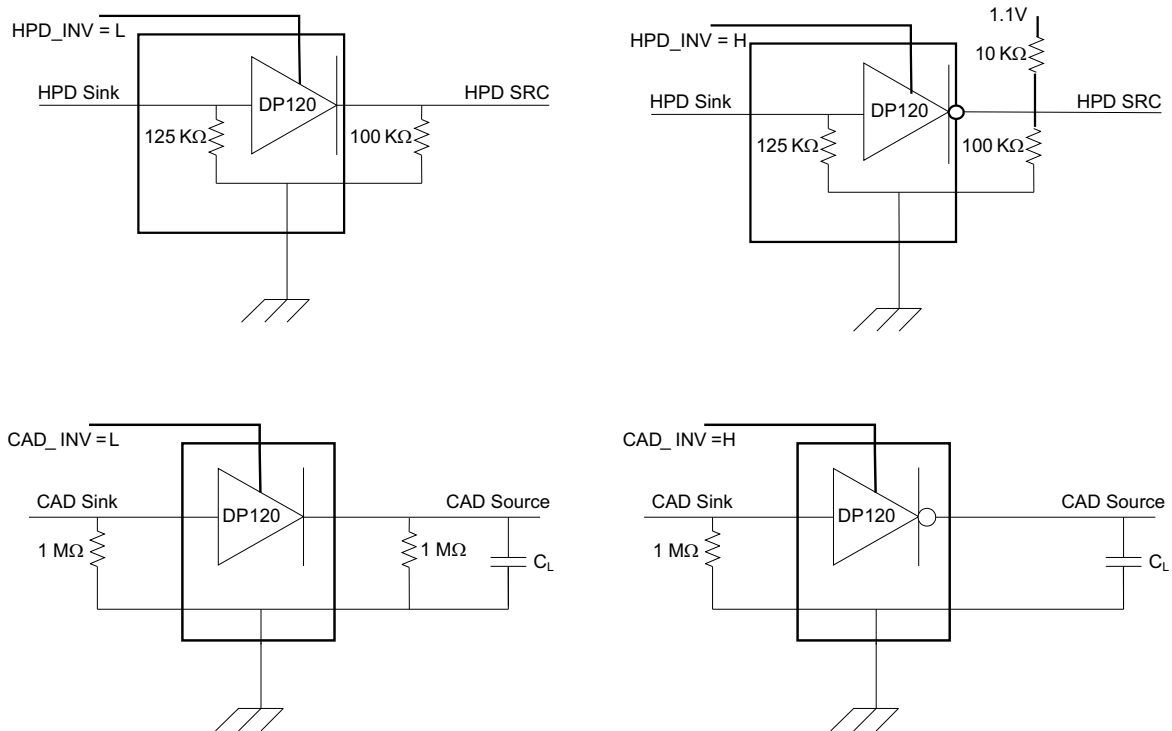 HPD_INV = L
HPD Sink
DP120
HPD SRC
125 KΩ
100 KΩ
HPD_INV = H
1.1V
10 KΩ
HPD Sink
DP120
HPD SRC
125 KΩ
100 KΩ
CAD_ INV = L
CAD Sink
DP120
CAD Source
1 MΩ
1 MΩ
CL
CAD_ INV =H
CAD Sink
DP120
CAD Source
1 MΩ
CL